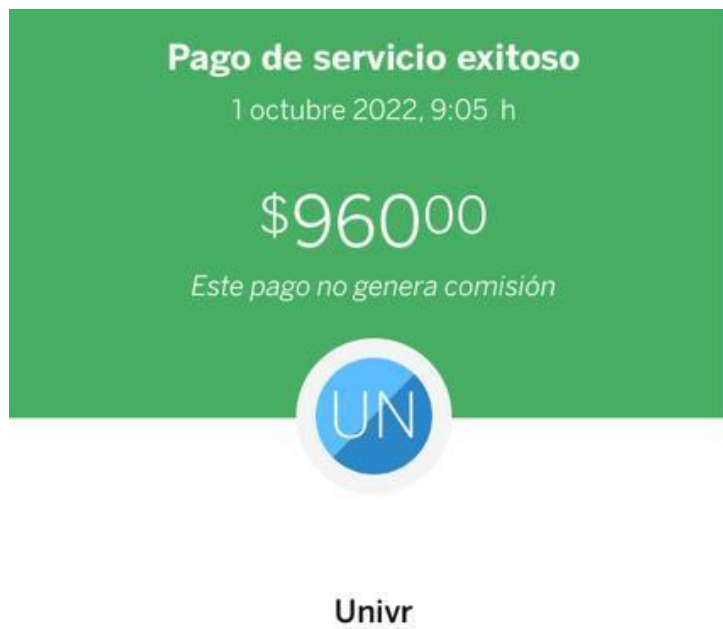 Pago de servicio exitoso
1 octubre 2022, 9:05 h
$96000
Este pago no genera comisión
UN
Univr